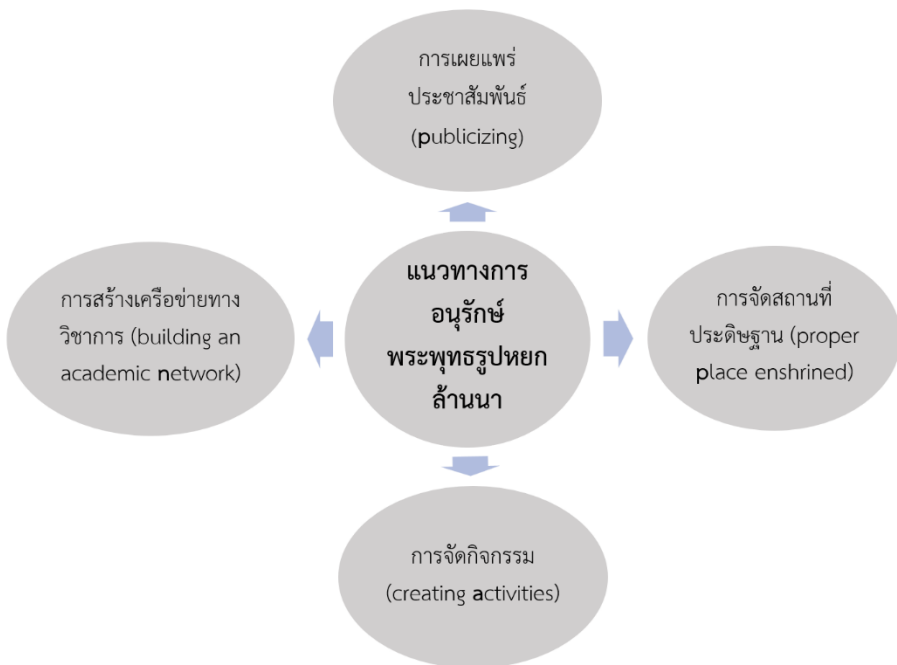 การเผยแพร่
ประชาสัมพันธ์
(publicizing)
การสร้างเครือข่ายทาง
วิชาการ (building an
academic network)
แนวทางการ
อนุรักษ์
พระพุทธรูปหยก
ล้านนา
การจัดสถานที่
ประดิษฐาน (proper
place enshrined)
การจัดกิจกรรม
(creating activities)